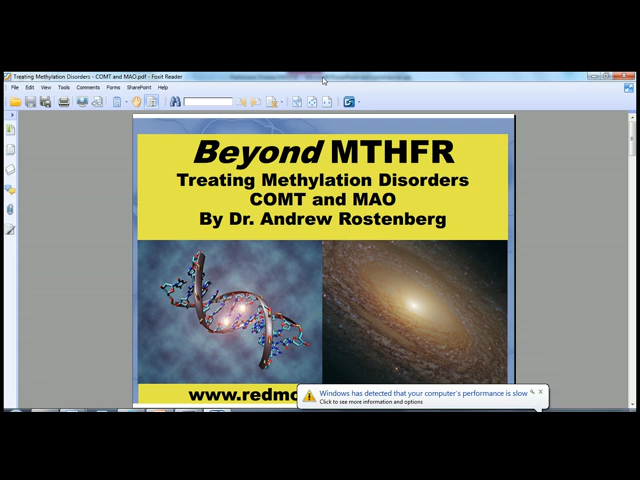 Treating Methylation Disorders - COMT and MAO.pdf - Foxit Reader
File Edit View Tools Comments Forms SharePoint Help
Beyond MTHFR
Treating Methylation Disorders
COMT and MAO
By Dr. Andrew Rostenberg
www.redmo
Windows has detected that your computer's performance is slow
Click to see more information and options